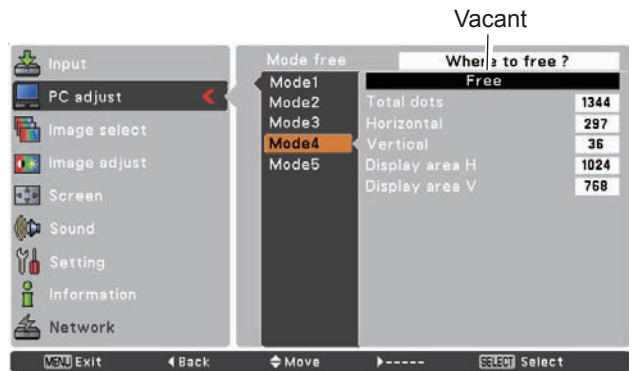 Vacant
Input
PC adjust
Image select
Image adjust
Screen
Sound
Setting
Information
Network
Mode free
Where to free ?
Mode1
Mode2
Mode3
Mode4
Mode5
Free
Total dots 1344
Horizontal 297
Vertical 36
Display area H 1024
Display area V 768
MENU Exit
Back
Move
-----
SELECT Select